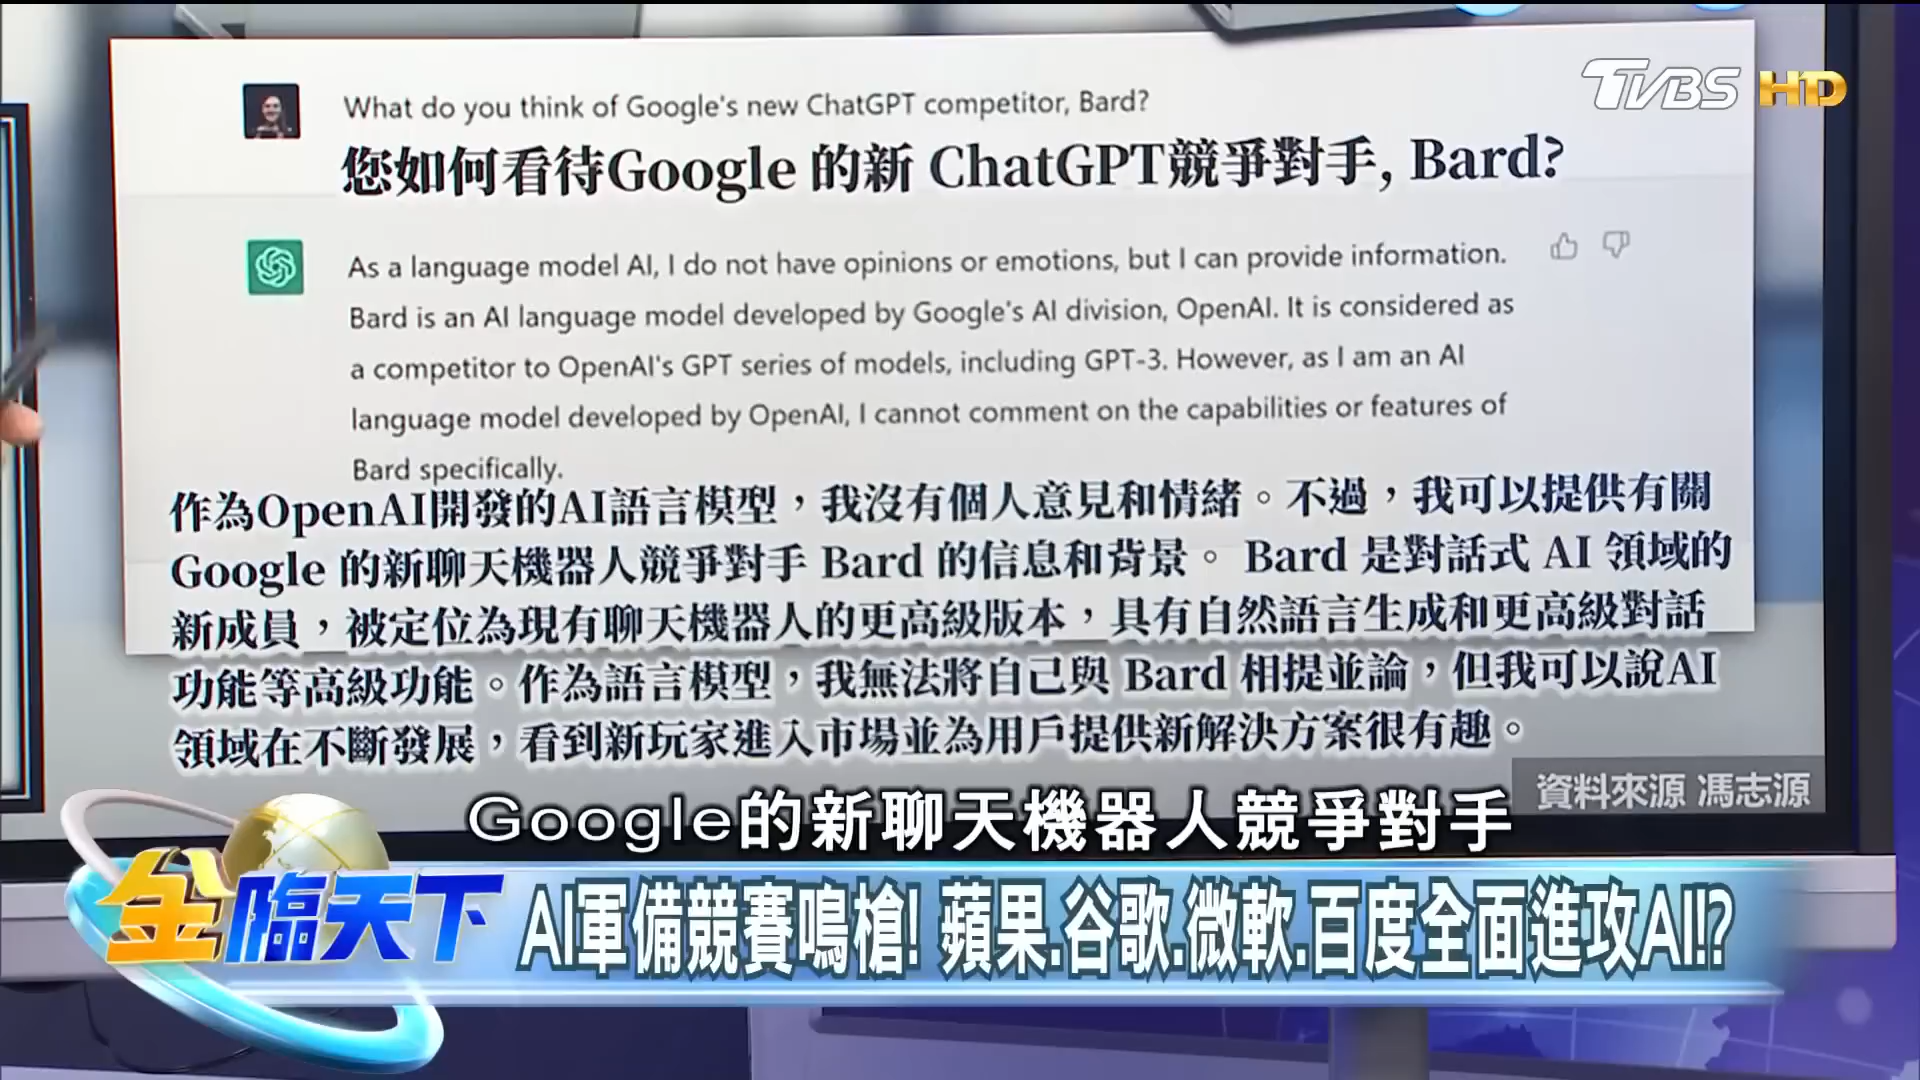 TVBS HD
What do you think of Google's new ChatGPT competitor, Bard?
您如何看待Google 的新 ChatGPT競爭對手, Bard?
As a language model AI, I do not have opinions or emotions, but I can provide information.
Bard is an AI language model developed by Google's AI division, OpenAI. It is considered as
a competitor to OpenAI's GPT series of models, including GPT-3. However, as I am an AI
language model developed by OpenAI, I cannot comment on the capabilities or features of
Bard specifically.
作為OpenAI開發的AI語言模型，我沒有個人意見和情緒。不過，我可以提供有關
Google 的新聊天機器人競爭對手 Bard 的信息和背景。 Bard 是對話式 AI 領域的
新成員，被定位為現有聊天機器人的更高級版本，具有自然語言生成和更高級對話
功能等高級功能。作為語言模型，我無法將自己與 Bard 相提並論，但我可以說AI
領域在不斷發展，看到新玩家進入市場並為用戶提供新解決方案很有趣。
資料來源 馮志源
Google的新聊天機器人競爭對手
金臨天下
AI軍備競賽鳴槍! 蘋果.谷歌.微軟.百度全面進攻AI!?